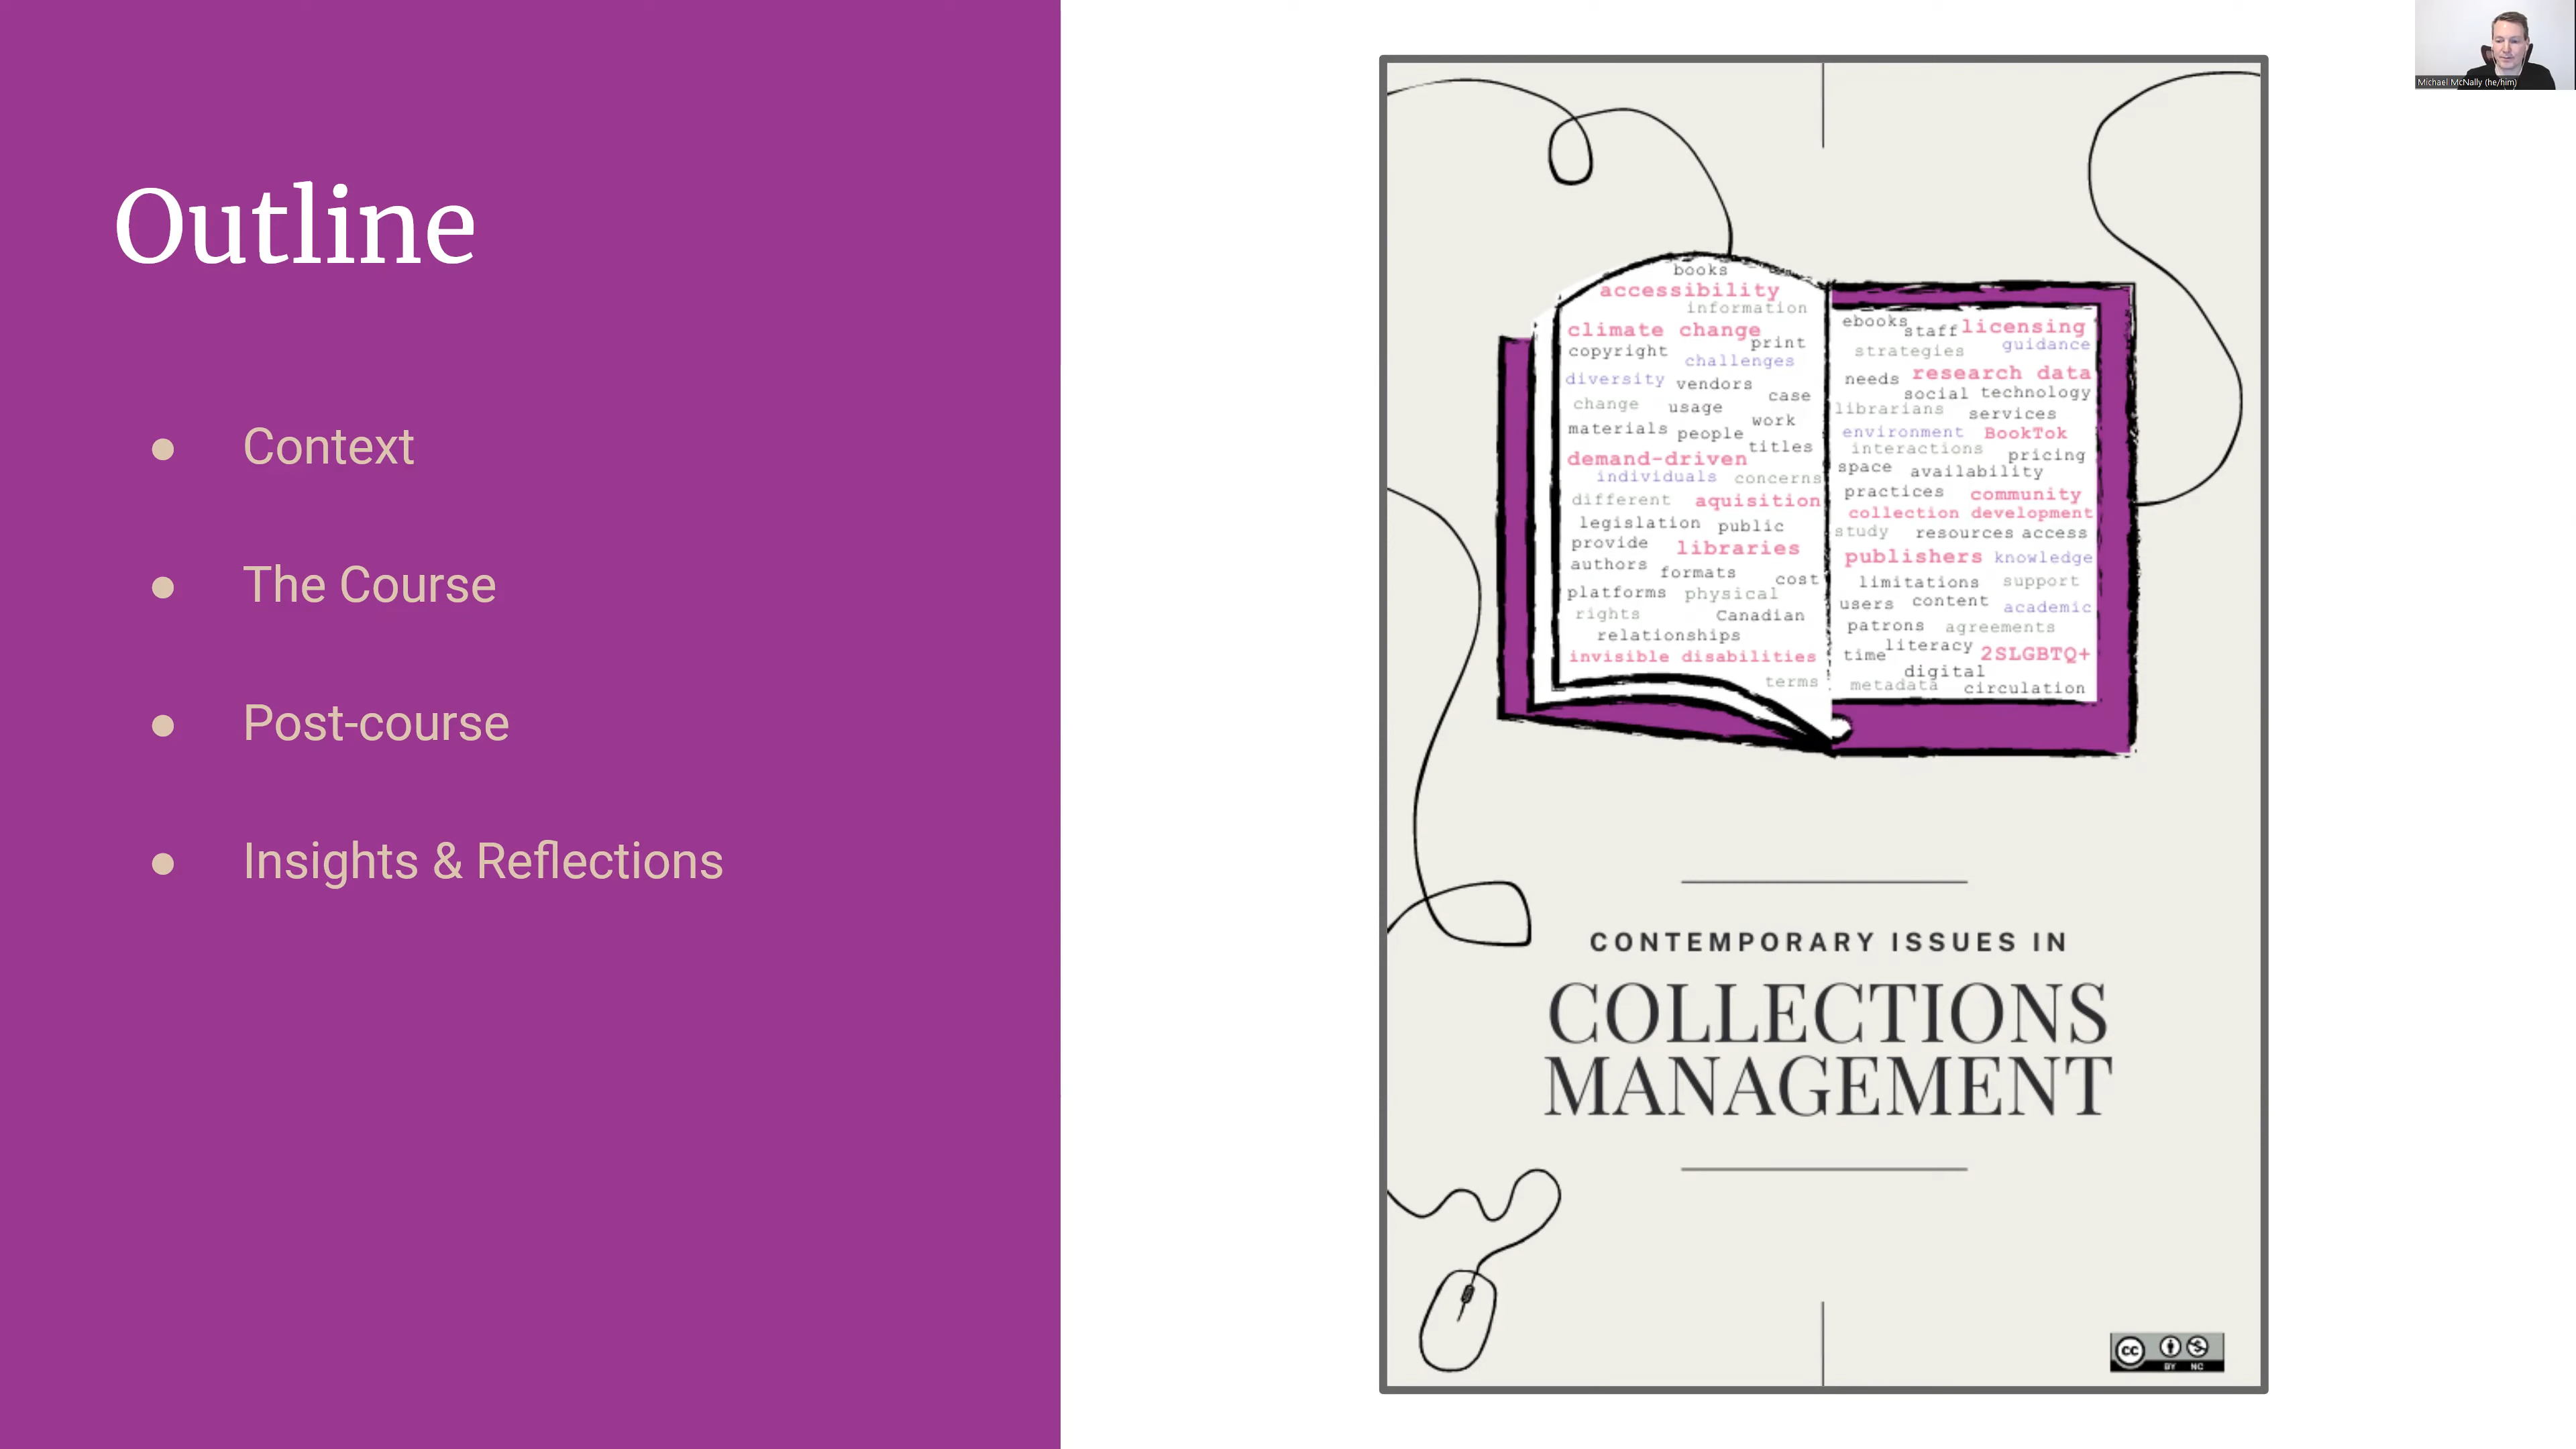 Outline
● Context
● The Course
● Post-course
● Insights & Reflections
books
accessibility
information
climate change
print
copyright
challenges
diversity vendors
case
change usage
work
materials people
titles
demand-driven
individuals concerns
different aquisition
legislation public
provide libraries
authors formats
cost
platforms physical
rights Canadian
relationships
invisible disabilities
terms
ebooks staff licensing
strategies guidance
needs research data
social technology
librarians services
environment BookTok
interactions pricing
space availability
practices community
collection development
study resources access
publishers knowledge
limitations support
users content academic
patrons agreements
literacy
time 2SLGBTQ+
digital
metadata circulation
CONTEMPORARY ISSUES IN
COLLECTIONS
MANAGEMENT
cc
BY NC
Michael McNally (he/him)